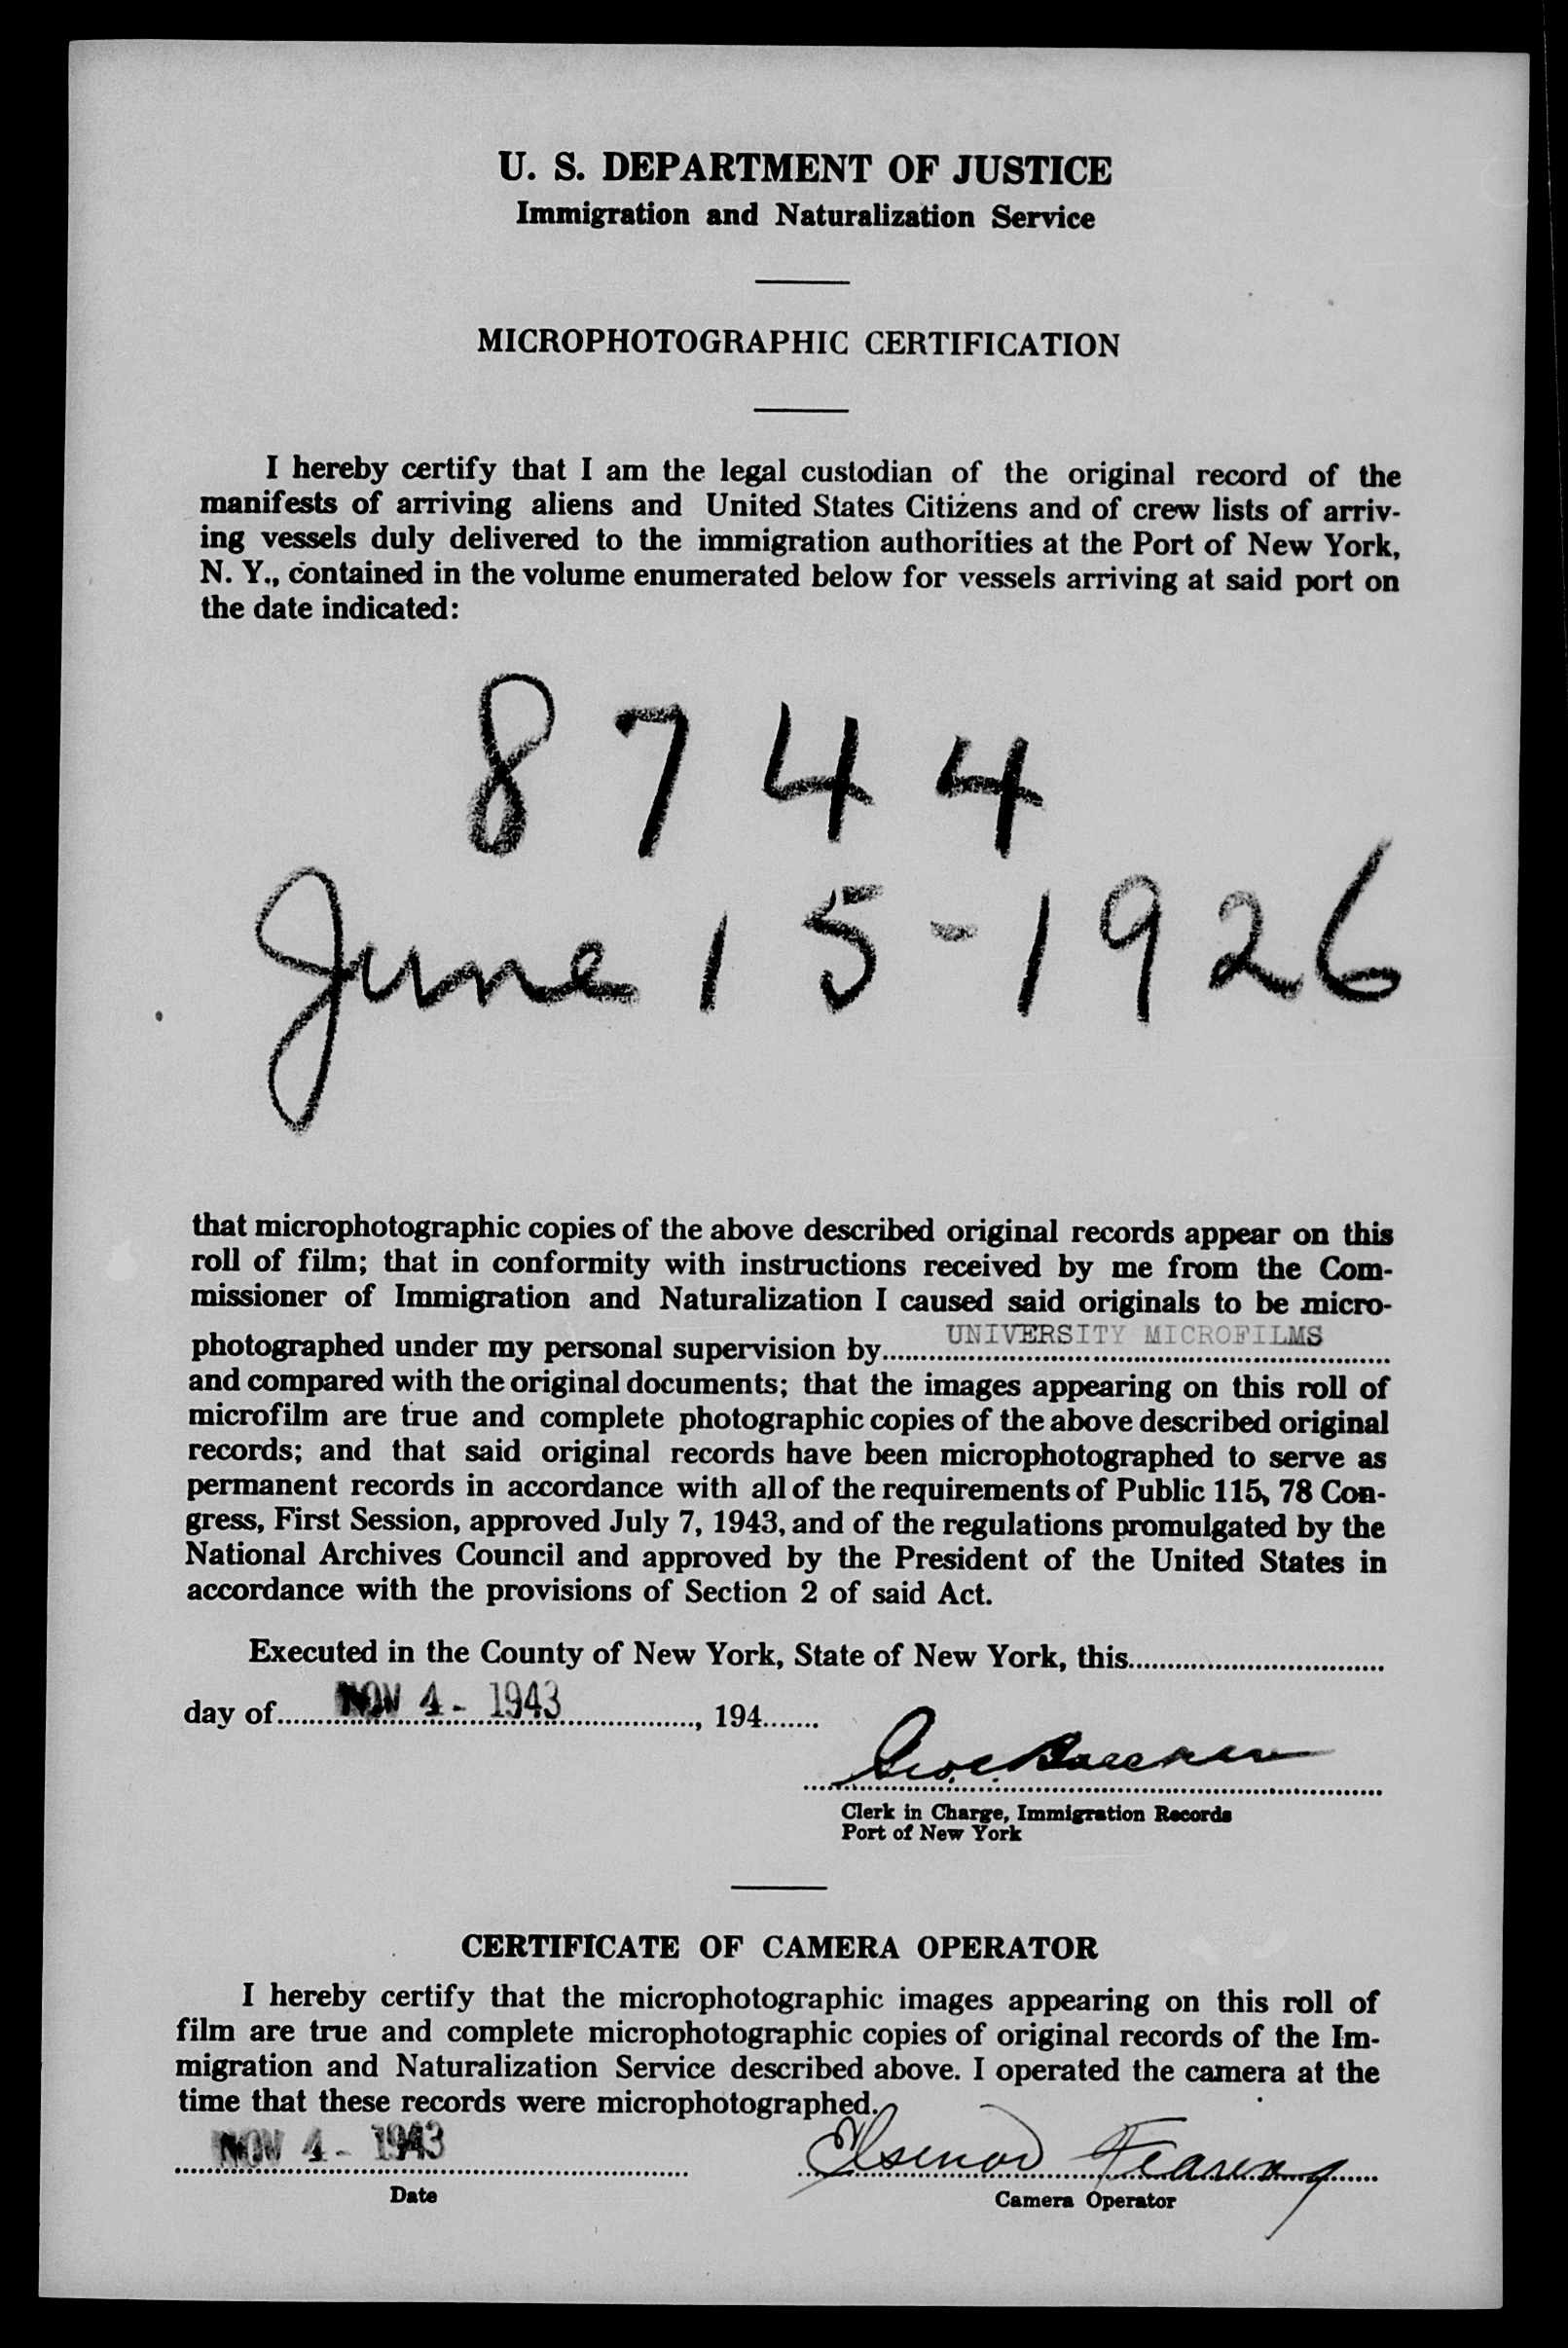 U. S. DEPARTMENT OF JUSTICE
Immigration and Naturalization Service
MICROPHOTOGRAPHIC CERTIFICATION
I hereby certify that I am the legal custodian of the original record of the
manifests of arriving aliens and United States Citizens and of crew lists of arriv-
ing vessels duly delivered to the immigration authorities at the Port of New York,
N. Y., contained in the volume enumerated below for vessels arriving at said port on
the date indicated:
8744
June 15-1926
that microphotographic copies of the above described original records appear on this
roll of film; that in conformity with instructions received by me from the Com-
missioner of Immigration and Naturalization I caused said originals to be micro-
photographed under my personal supervision by UNIVERSITY MICROFILMS
and compared with the original documents; that the images appearing on this roll of
microfilm are true and complete photographic copies of the above described original
records; and that said original records have been microphotographed to serve as
permanent records in accordance with all of the requirements of Public 115, 78 Con-
gress, First Session, approved July 7, 1943, and of the regulations promulgated by the
National Archives Council and approved by the President of the United States in
accordance with the provisions of Section 2 of said Act.
Executed in the County of New York, State of New York, this
day of NOV 4 - 1943, 194
Clerk in Charge, Immigration Records
Port of New York
CERTIFICATE OF CAMERA OPERATOR
I hereby certify that the microphotographic images appearing on this roll of
film are true and complete microphotographic copies of original records of the Im-
migration and Naturalization Service described above. I operated the camera at the
time that these records were microphotographed.
NOV 4 - 1943
Date
Camera Operator